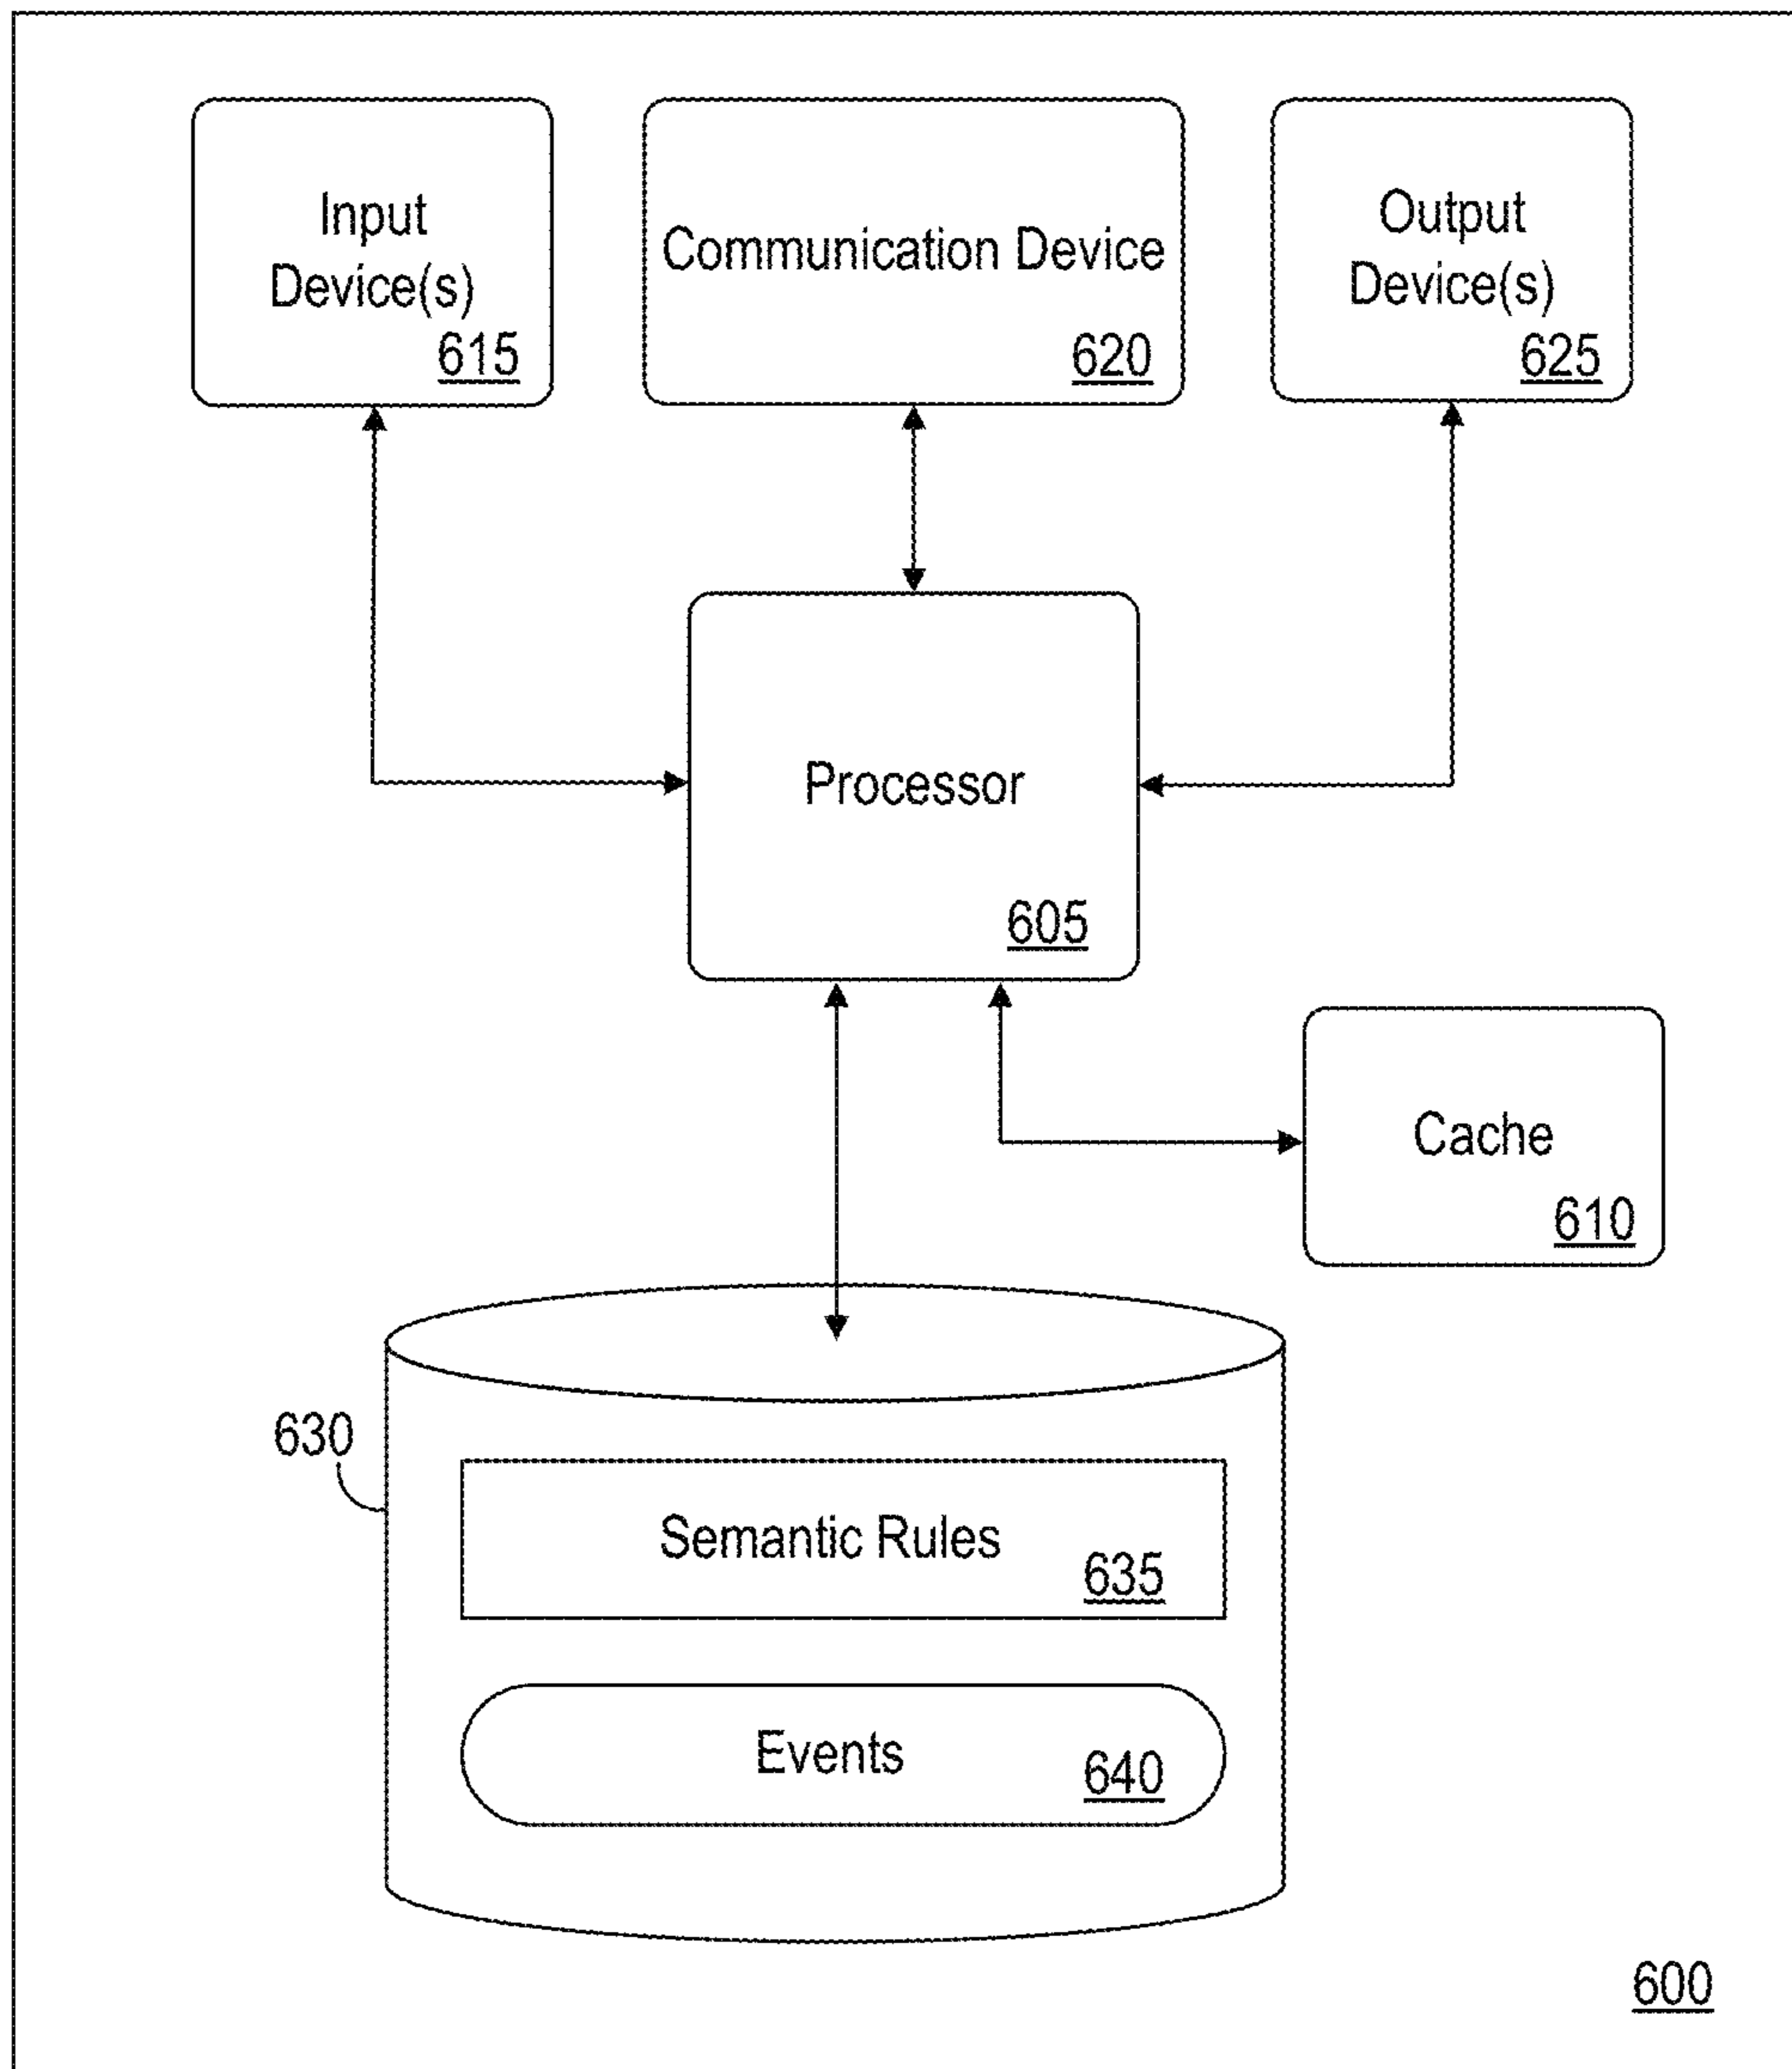 Input
Device(s)
615
Communication Device
620
Output
Device(s)
625
Processor
605
Cache
610
630
Semantic Rules
635
Events
640
600